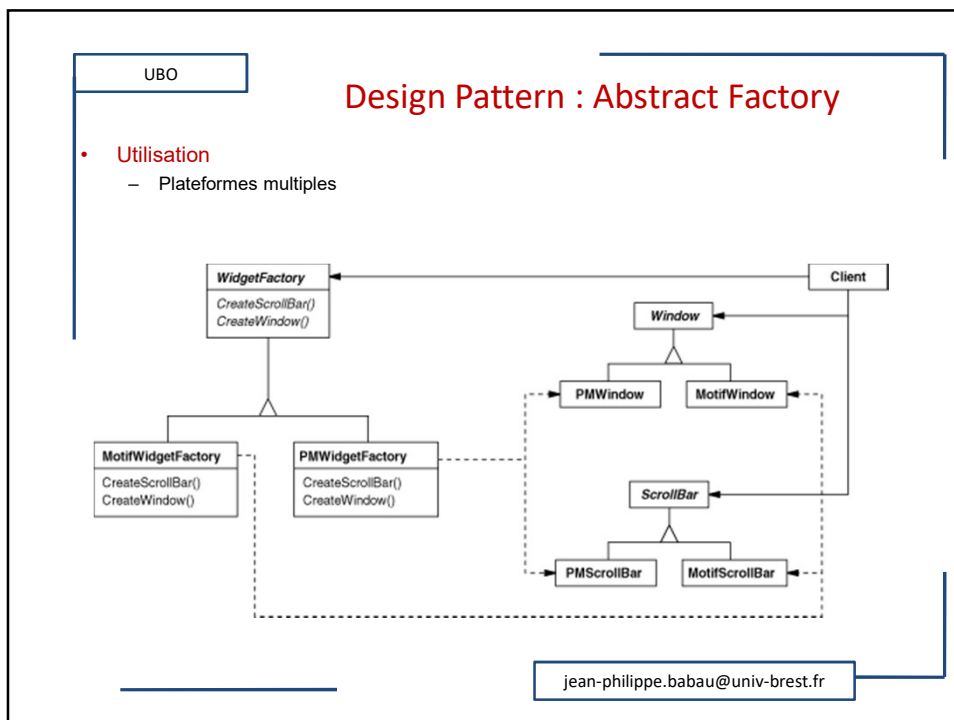 UBO
Design Pattern : Abstract Factory
• Utilisation
– Plateformes multiples
WidgetFactory
CreateScrollBar()
CreateWindow()
Client
Window
PMWindow
MotifWindow
MotifWidgetFactory
CreateScrollBar()
CreateWindow()
PMWidgetFactory
CreateScrollBar()
CreateWindow()
ScrollBar
PMScrollBar
MotifScrollBar
jean-philippe.babau@univ-brest.fr